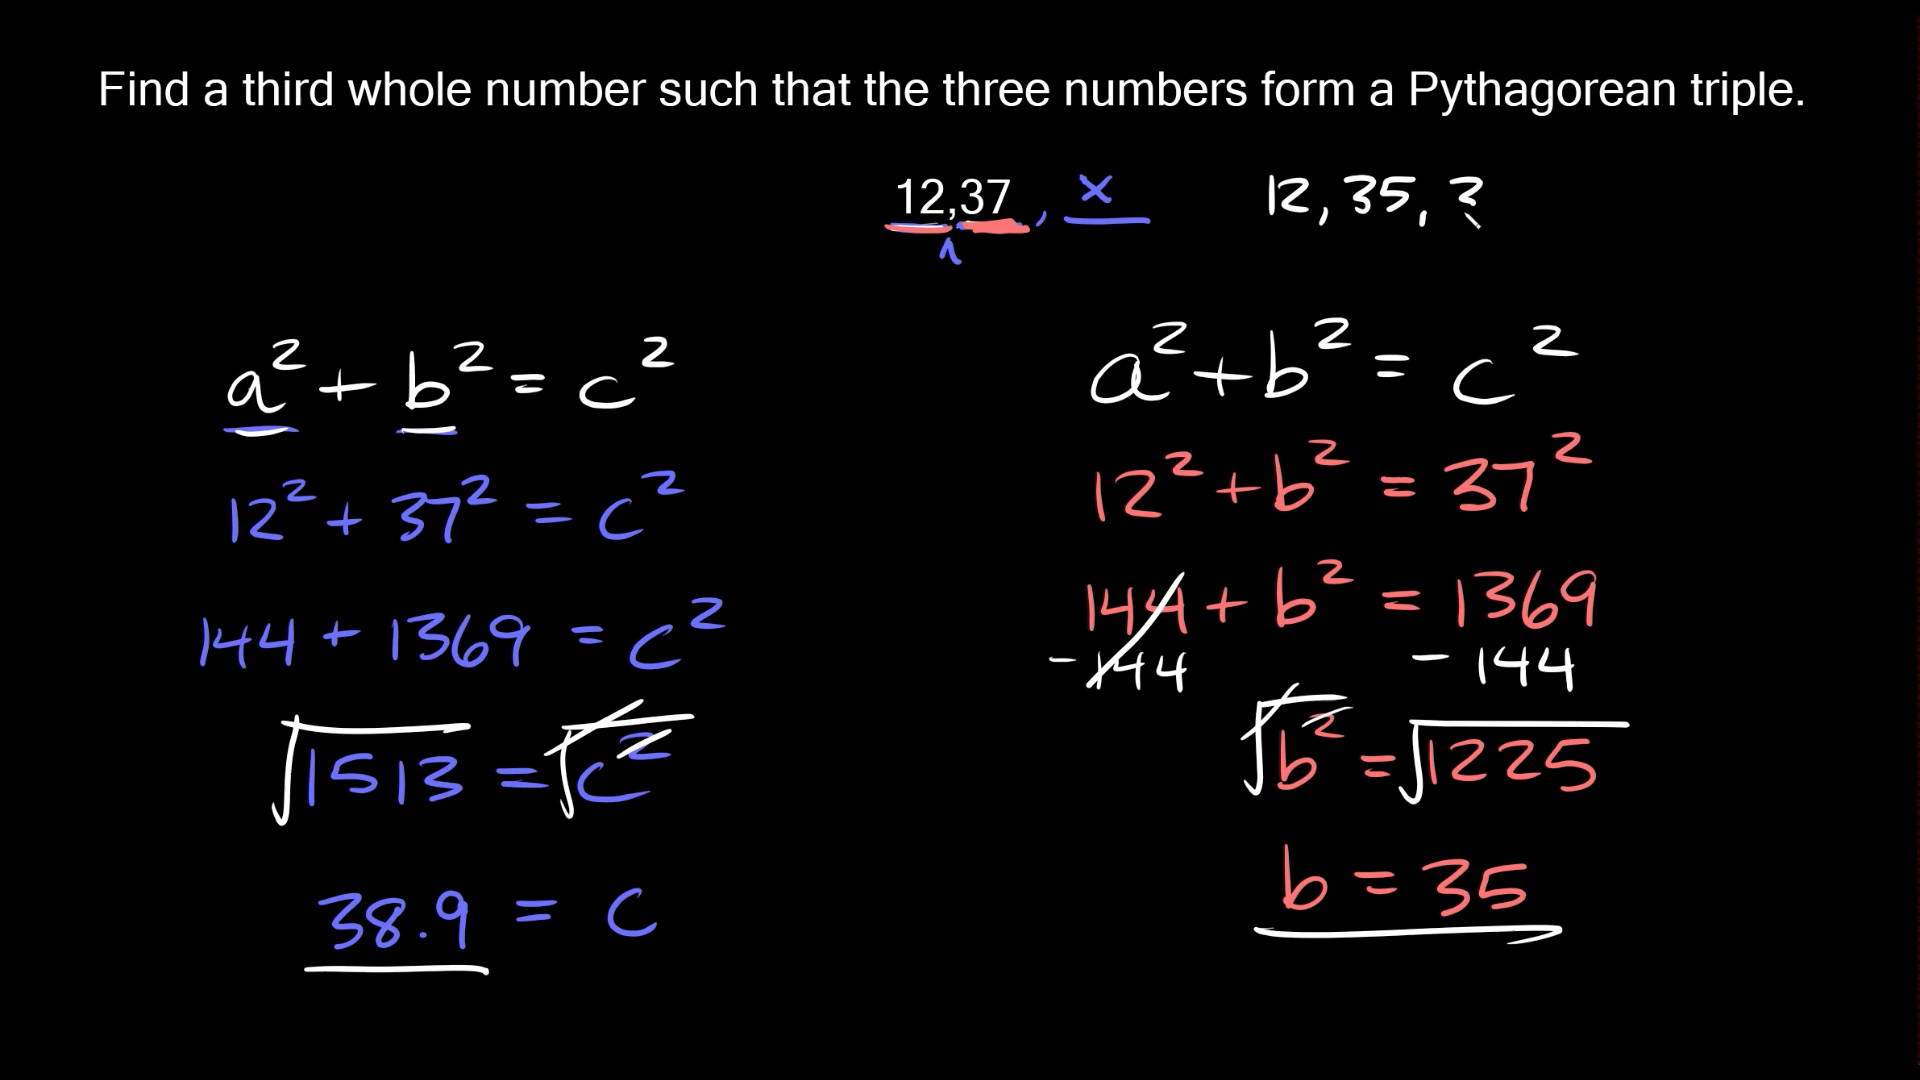 Find a third whole number such that the three numbers form a Pythagorean triple.
12,37, x
12, 35, ?
a² + b² = c²
12² + 37² = c²
144 + 1369 = c²
√1513 = √c²
38.9 = c
a² + b² = c²
12² + b² = 37²
144 + b² = 1369
- 144 - 144
√b² = √1225
b = 35